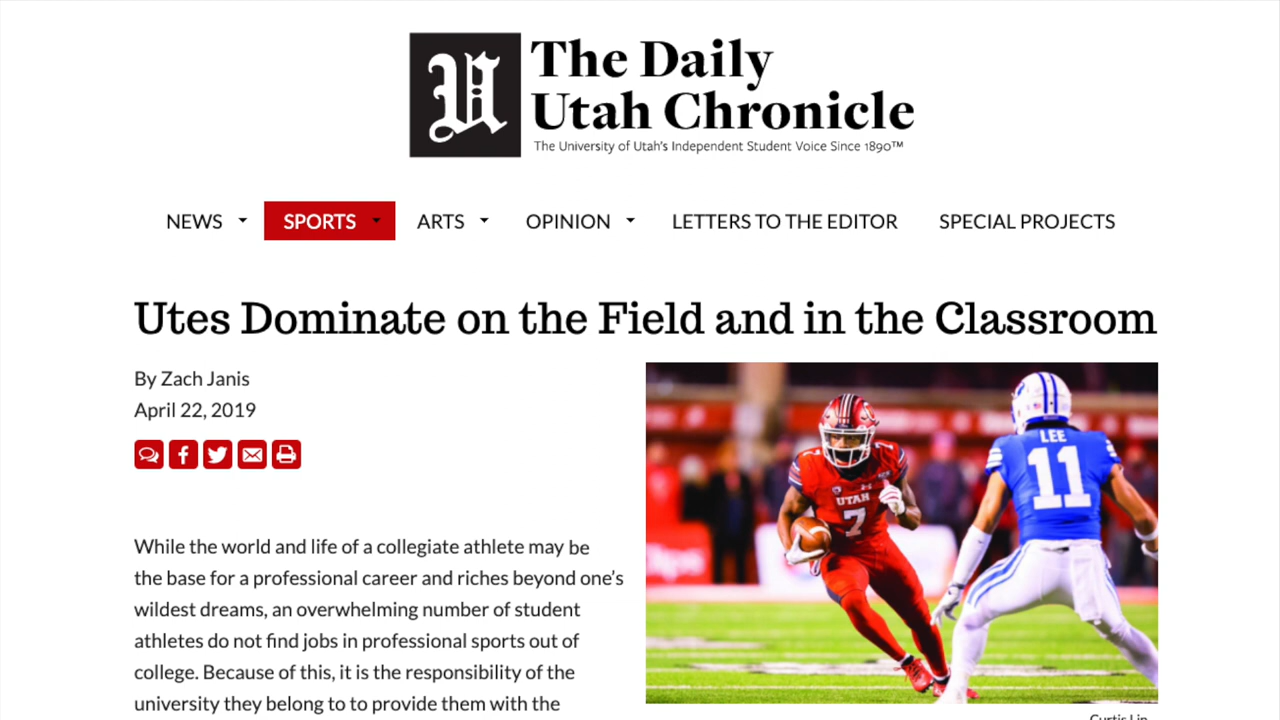 The Daily
Utah Chronicle
The University of Utah's Independent Student Voice Since 1890™
NEWS SPORTS ARTS OPINION LETTERS TO THE EDITOR SPECIAL PROJECTS
Utes Dominate on the Field and in the Classroom
By Zach Janis
April 22, 2019
While the world and life of a collegiate athlete may be
the base for a professional career and riches beyond one's
wildest dreams, an overwhelming number of student
athletes do not find jobs in professional sports out of
college. Because of this, it is the responsibility of the
university they belong to to provide them with the
LEE
11
UTAH
7
Curtis Lin